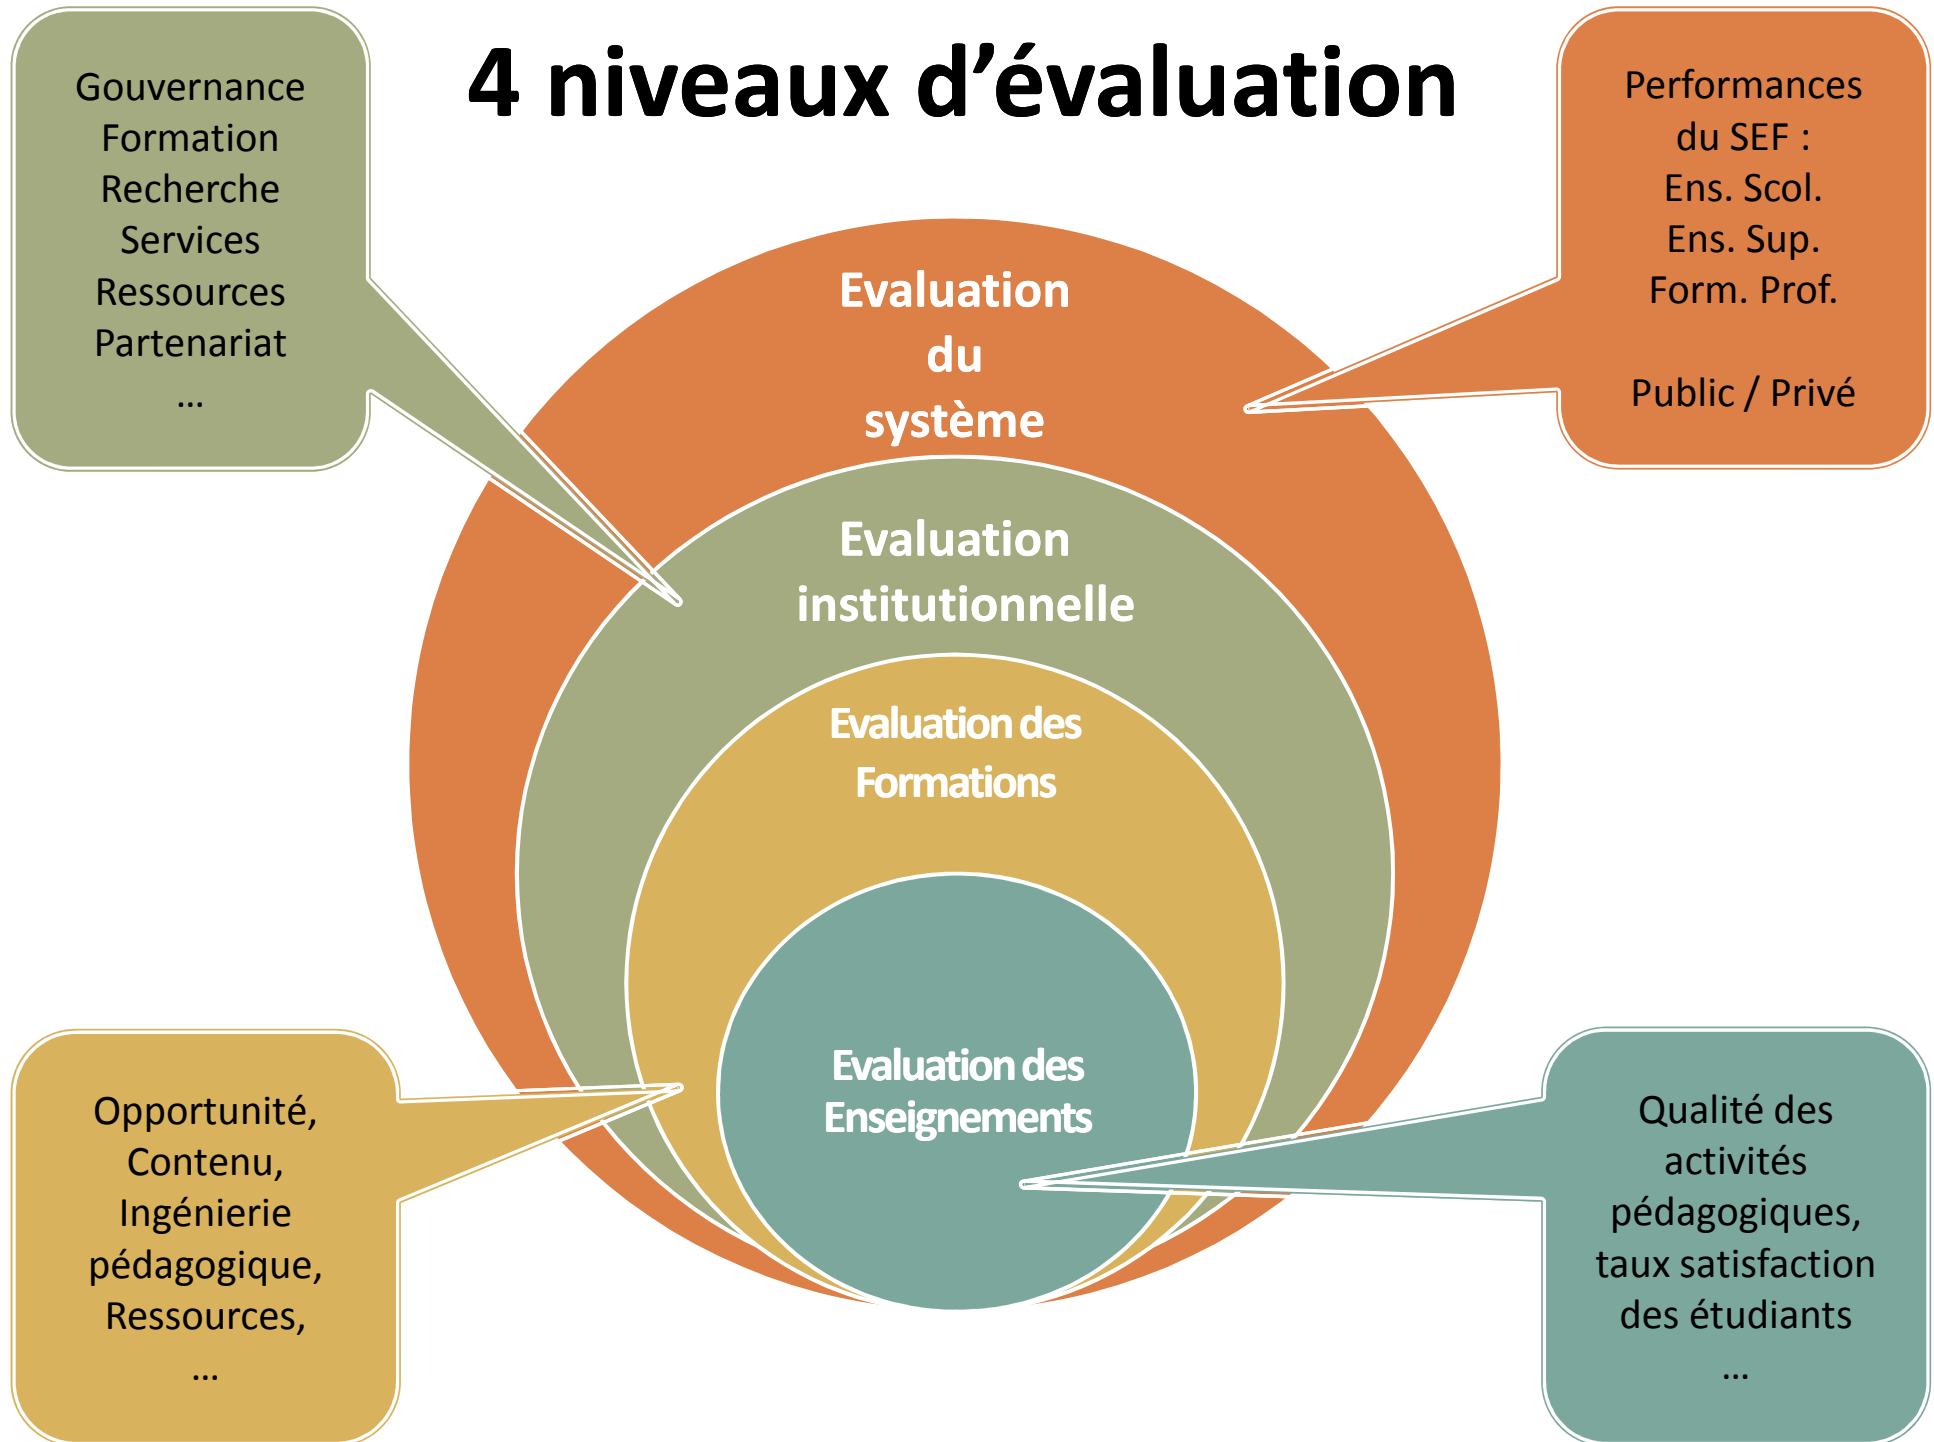 4 niveaux d’évaluation
Gouvernance
Formation
Recherche
Services
Ressources
Partenariat
...
Performances
du SEF :
Ens. Scol.
Ens. Sup.
Form. Prof.
Public / Privé
Evaluation
du
système
Evaluation
institutionnelle
Evaluation des
Formations
Evaluation des
Enseignements
Opportunité,
Contenu,
Ingénierie
pédagogique,
Ressources,
...
Qualité des
activités
pédagogiques,
taux satisfaction
des étudiants
...